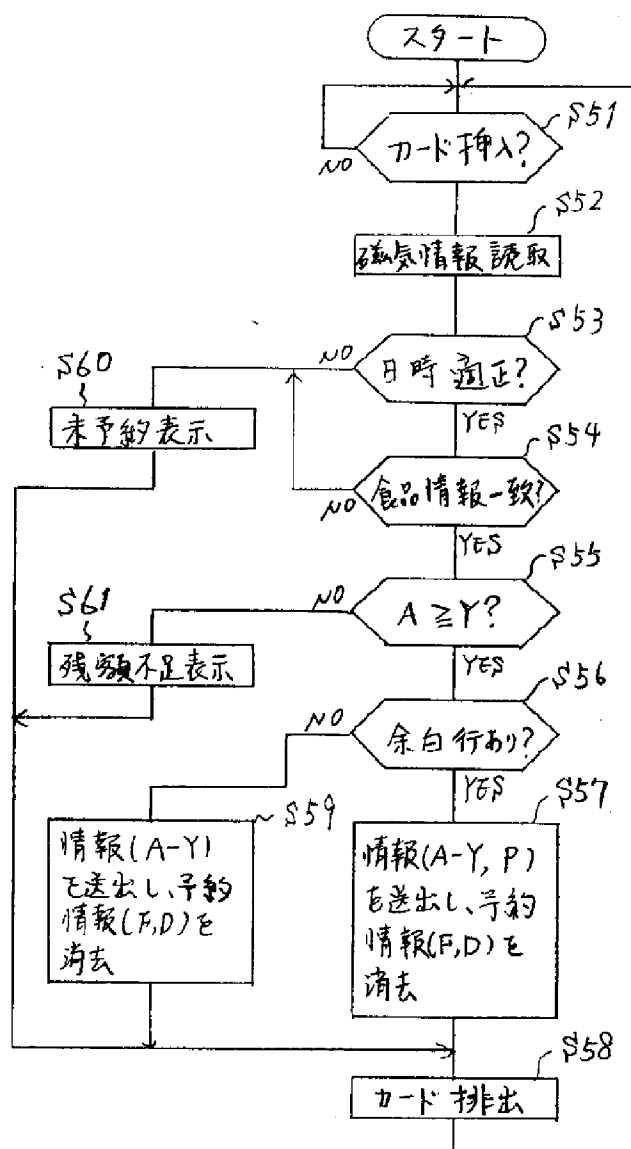 スタート
S51
カード挿入?
NO
S52
磁気情報読取
S53
日時適正?
NO
YES
S60
未予約表示
S54
食品情報一致?
NO
YES
S55
A≧Y?
NO
YES
S61
残額不足表示
S56
余白行あり?
NO
YES
S59
情報(A-Y)
を送出し、予約
情報(F,D)を
消去
S57
情報(A-Y, P)
を送出し、予約
情報(F,D)を
消去
S58
カード排出